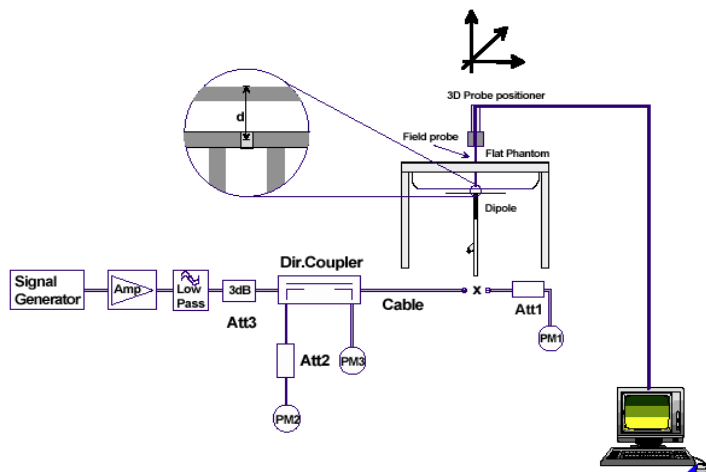 3D Probe positioner
d
Field probe
Flat Phantom
Dipole
Dir.Coupler
Signal
Generator
Amp
Low
Pass
3dB
Att3
Cable
x
Att1
PM1
Att2
PM3
PM2